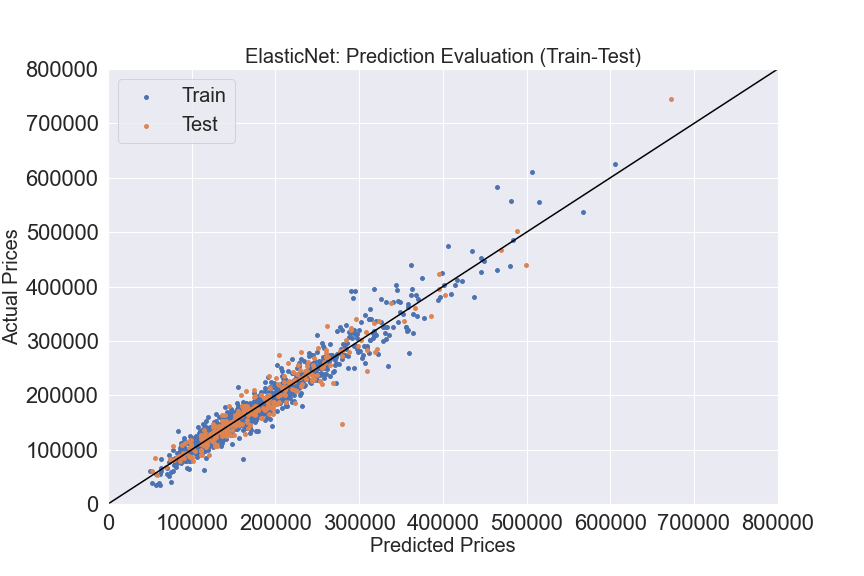 ElasticNet: Prediction Evaluation (Train-Test)
800000
700000
600000
500000
400000
300000
200000
100000
0
Actual Prices
Train
Test
0 100000 200000 300000 400000 500000 600000 700000 800000
Predicted Prices